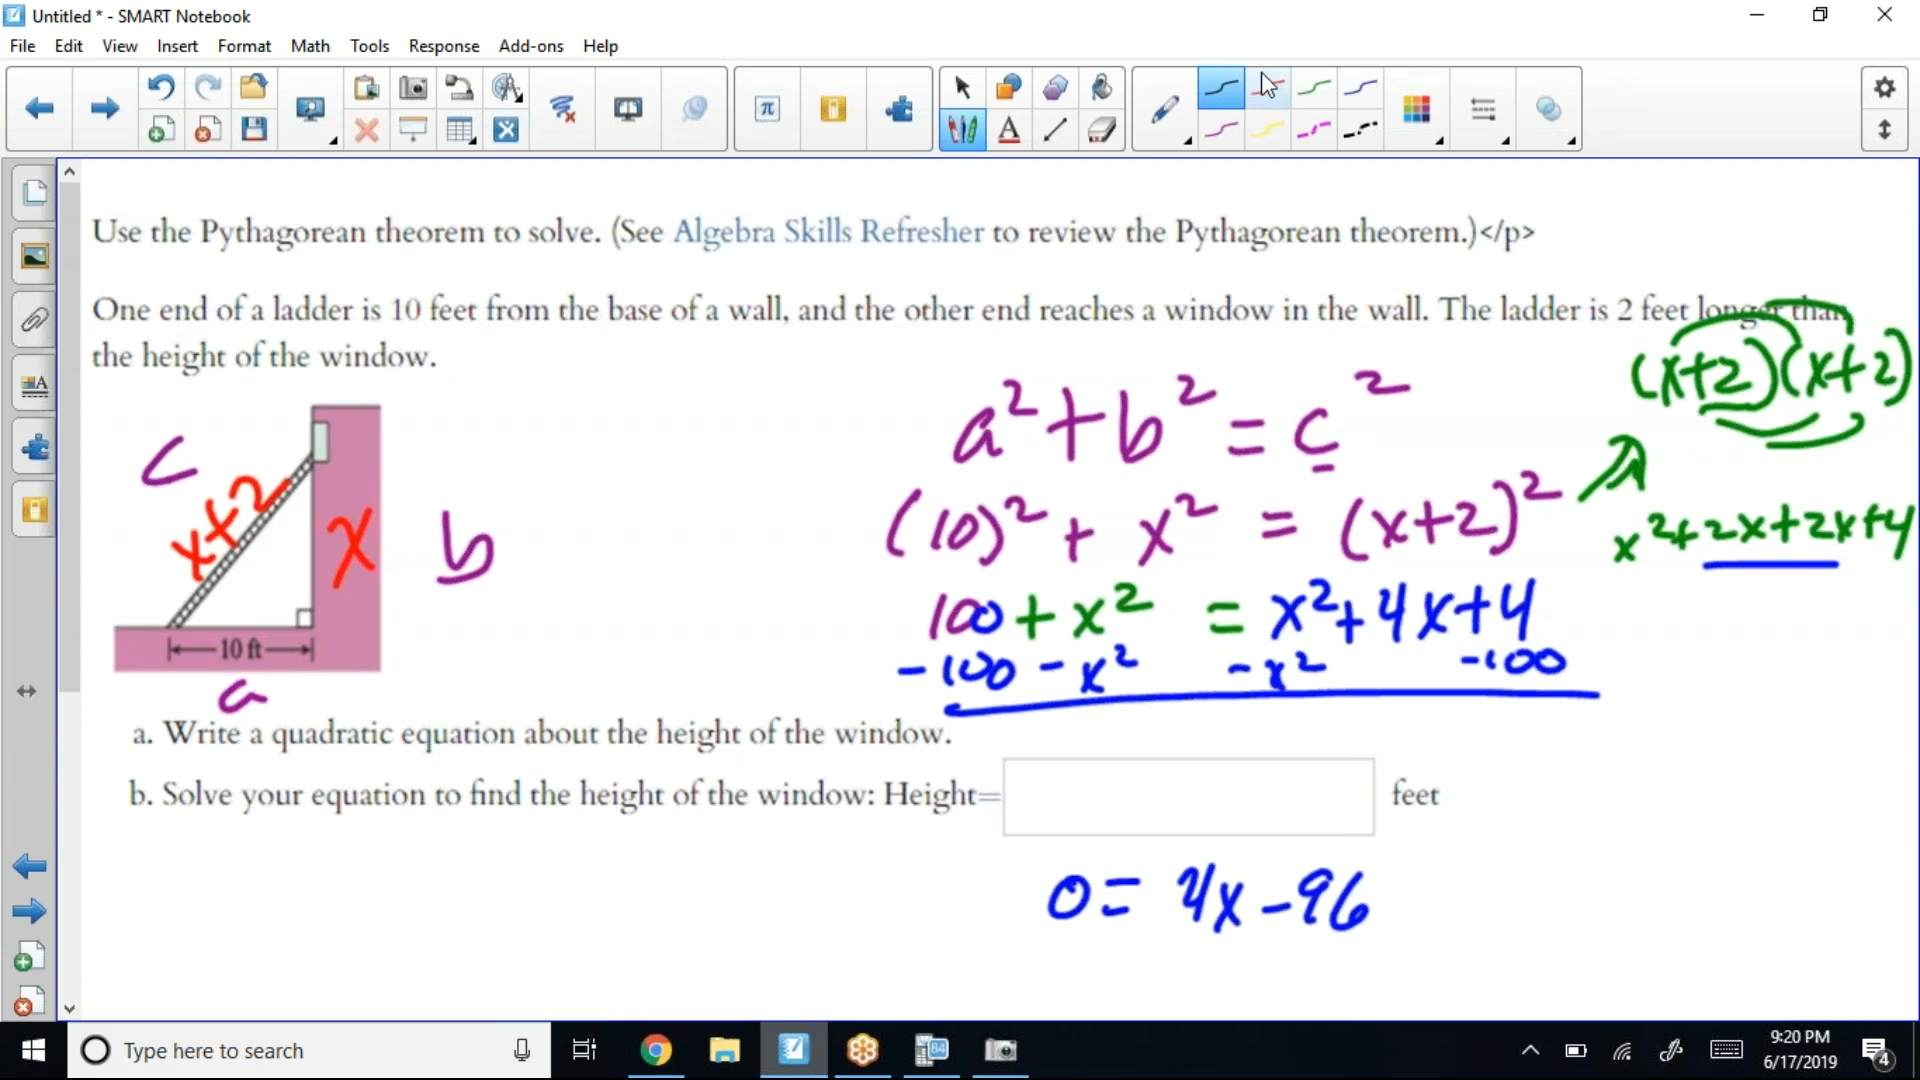 Untitled * - SMART Notebook
File Edit View Insert Format Math Tools Response Add-ons Help
π
A
Use the Pythagorean theorem to solve. (See Algebra Skills Refresher to review the Pythagorean theorem.)</p>
One end of a ladder is 10 feet from the base of a wall, and the other end reaches a window in the wall. The ladder is 2 feet longer than
the height of the window.
(x+2)(x+2)
a²+b²=c²
c
x+2
x
b
(10)² + x² = (x+2)²
x²+2x+2x+4
100 + x² = x²+4x+4
10 ft
-100 - x² -x² -100
a
a. Write a quadratic equation about the height of the window.
b. Solve your equation to find the height of the window: Height= feet
0 = 4x - 96
Type here to search
84
9:20 PM
6/17/2019
4